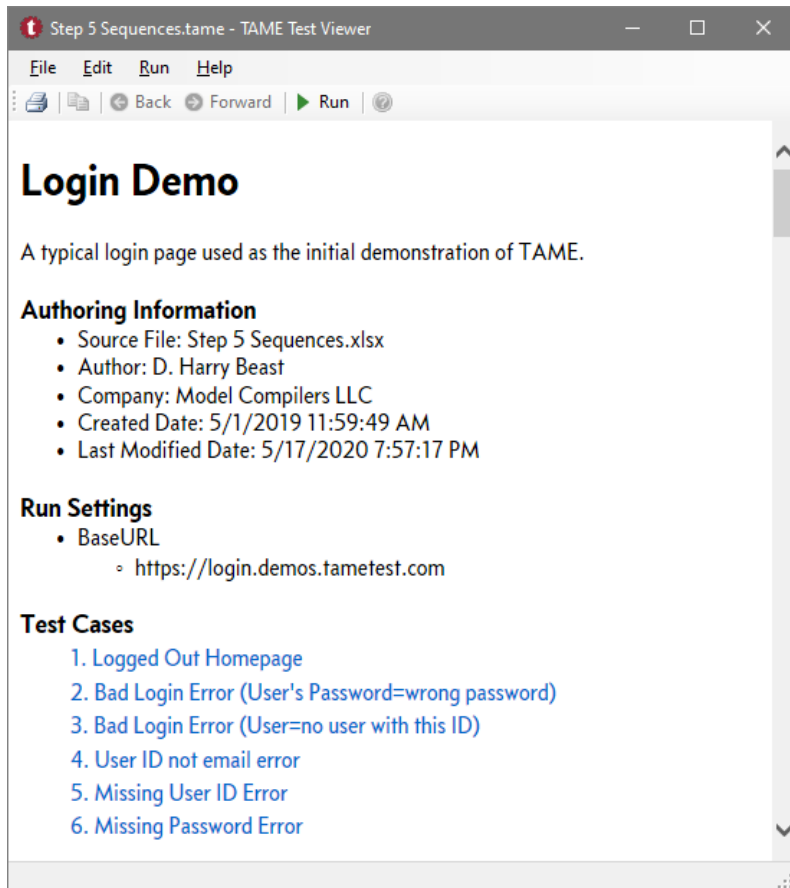 t Step 5 Sequences.tame - TAME Test Viewer
File Edit Run Help
Back Forward Run
Login Demo
A typical login page used as the initial demonstration of TAME.
Authoring Information
• Source File: Step 5 Sequences.xlsx
• Author: D. Harry Beast
• Company: Model Compilers LLC
• Created Date: 5/1/2019 11:59:49 AM
• Last Modified Date: 5/17/2020 7:57:17 PM
Run Settings
• BaseURL
◦ https://login.demos.tametest.com
Test Cases
1. Logged Out Homepage
2. Bad Login Error (User's Password=wrong password)
3. Bad Login Error (User=no user with this ID)
4. User ID not email error
5. Missing User ID Error
6. Missing Password Error